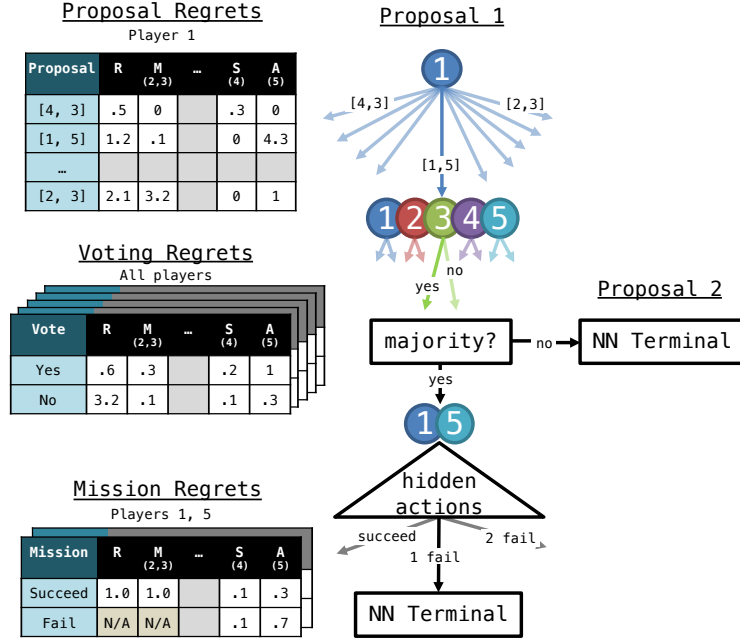 Proposal Regrets
Player 1
Proposal R M (2,3) … S (4) A (5)
[4, 3] .5 0 .3 0
[1, 5] 1.2 .1 0 4.3
…
[2, 3] 2.1 3.2 0 1
Voting Regrets
All players
Vote R M (2,3) … S (4) A (5)
Yes .6 .3 .2 1
No 3.2 .1 .1 .3
Mission Regrets
Players 1, 5
Mission R M (2,3) … S (4) A (5)
Succeed 1.0 1.0 .1 .3
Fail N/A N/A .1 .7
Proposal 1
1
[4,3] [2,3]
[1,5]
1 2 3 4 5
no
yes
Proposal 2
majority? no NN Terminal
yes
1 5
hidden
actions
succeed 2 fail
1 fail
NN Terminal